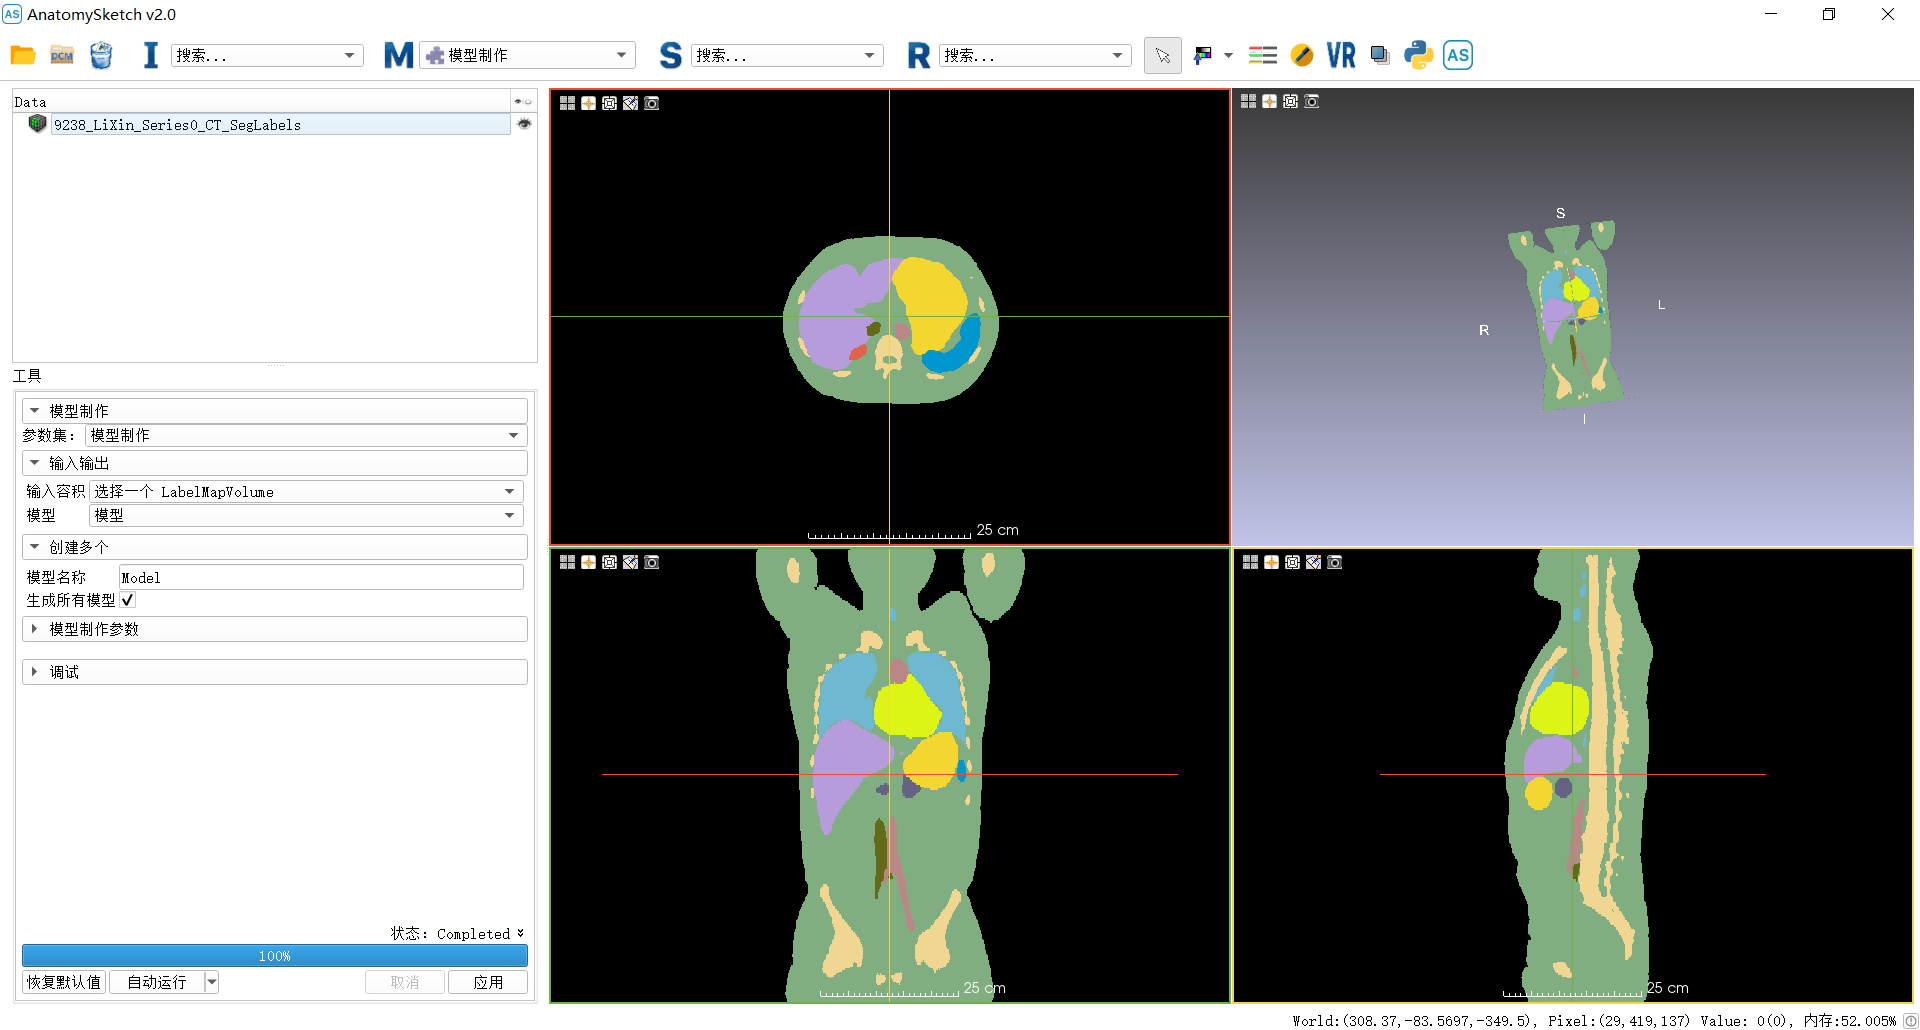 AS AnatomySketch v2.0
DCM I 搜索... M 模型制作 S 搜索... R 搜索... VR AS
Data
9238_LiXin_Series0_CT_SegLabels
工具
模型制作
参数集: 模型制作
输入输出
输入容积 选择一个 LabelMapVolume
模型 模型
创建多个
模型名称 Model
生成所有模型
模型制作参数
调试
状态: Completed
100%
恢复默认值 自动运行 取消 应用
25 cm
S
R
L
I
25 cm
25 cm
World:(308.37,-83.5697,-349.5), Pixel:(29,419,137) Value: 0(0), 内存:52.005%